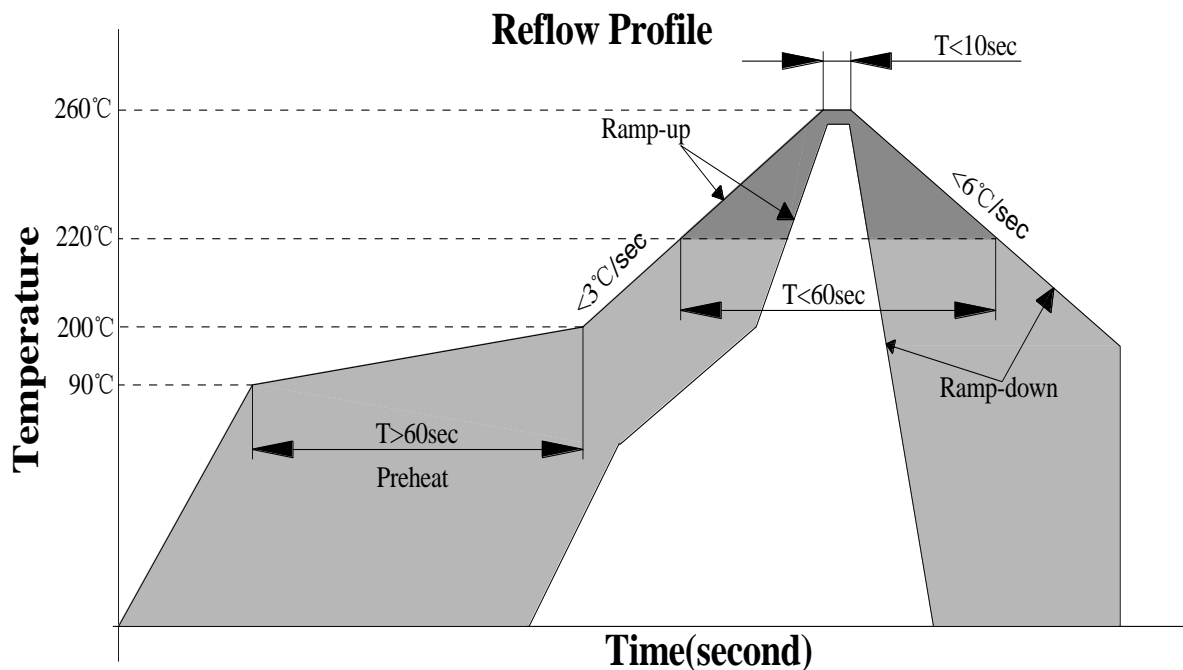 Reflow Profile
T<10sec
260℃
Ramp-up
<6℃/sec
220℃
<3℃/sec
T<60sec
200℃
90℃
Ramp-down
T>60sec
Preheat
Temperature
Time(second)